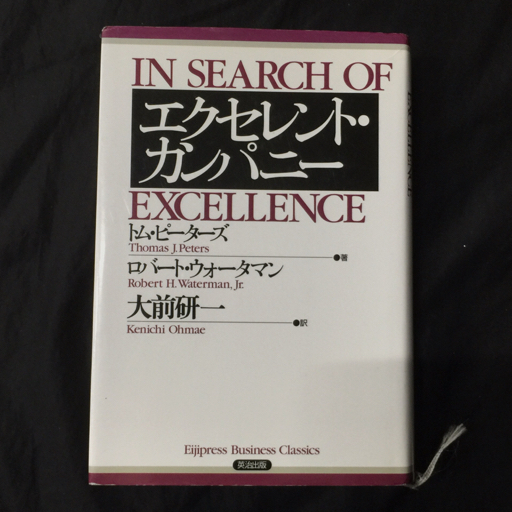 IN SEARCH OF
エクセレント・
カンパニー
EXCELLENCE
トム・ピーターズ
Thomas J. Peters
●著
ロバート・ウォータマン
Robert H. Waterman, Jr.
大前研一
●訳
Kenichi Ohmae
Eijipress Business Classics
英治出版